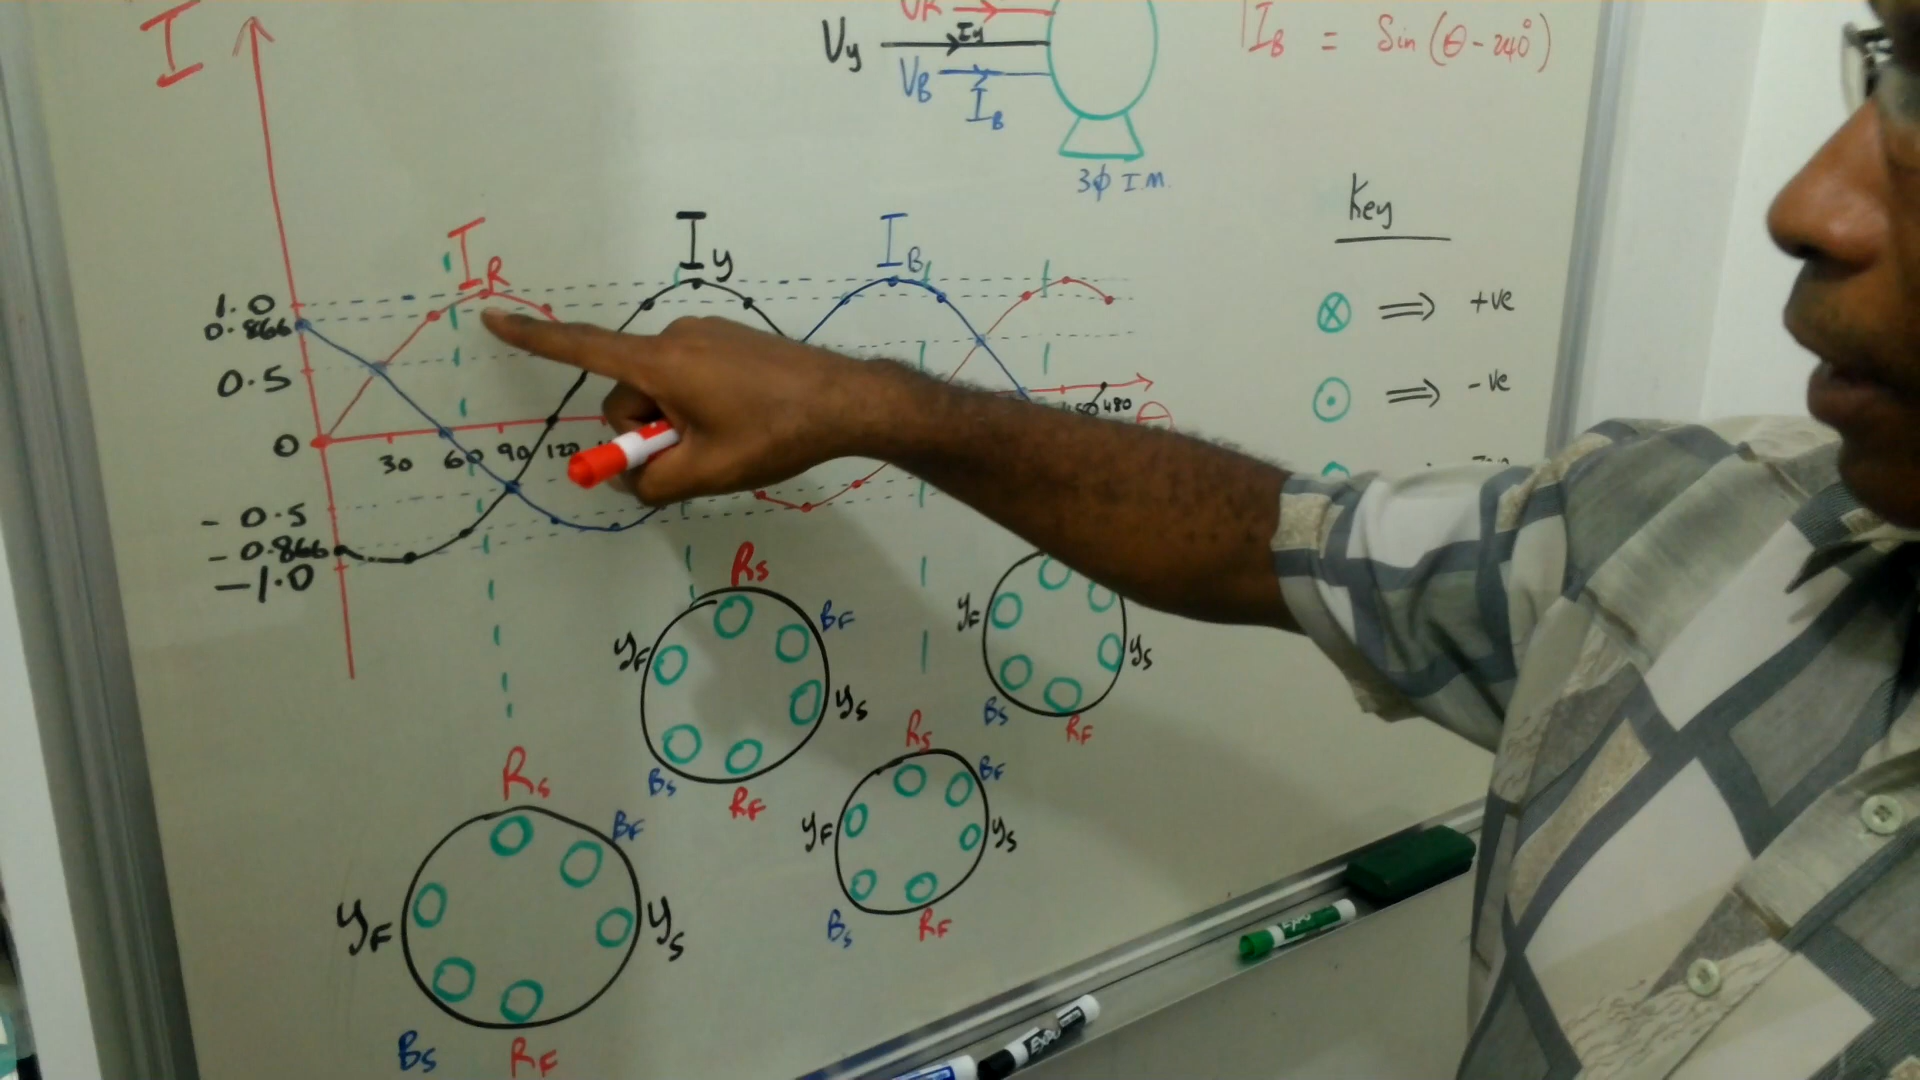 I
VR
Iy
Vy
VB
IB
3ϕ I.M.
IB = Sin (θ - 240°)
Key
⊗ ⟹ +ve
⊙ ⟹ -ve
IR
Iy
IB
1.0
0.866
0.5
0
- 0.5
- 0.866
-1.0
30 60 90 120 480
θ
Rs
BF
yF
ys
Bs
RF
yF
ys
Bs
RF
Rs
BF
yF
ys
Bs
RF
Rs
BF
yF
ys
Bs
RF
EXPO
EXPO